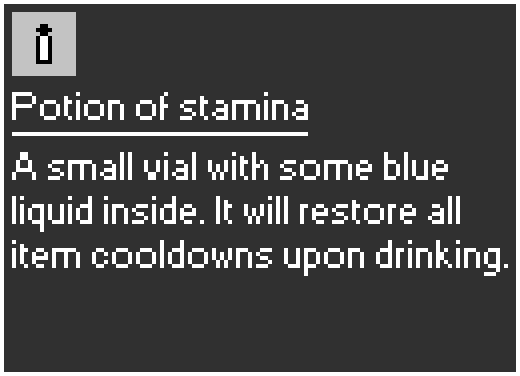 Potion of stamina
A small vial with some blue
liquid inside. It will restore all
item cooldowns upon drinking.